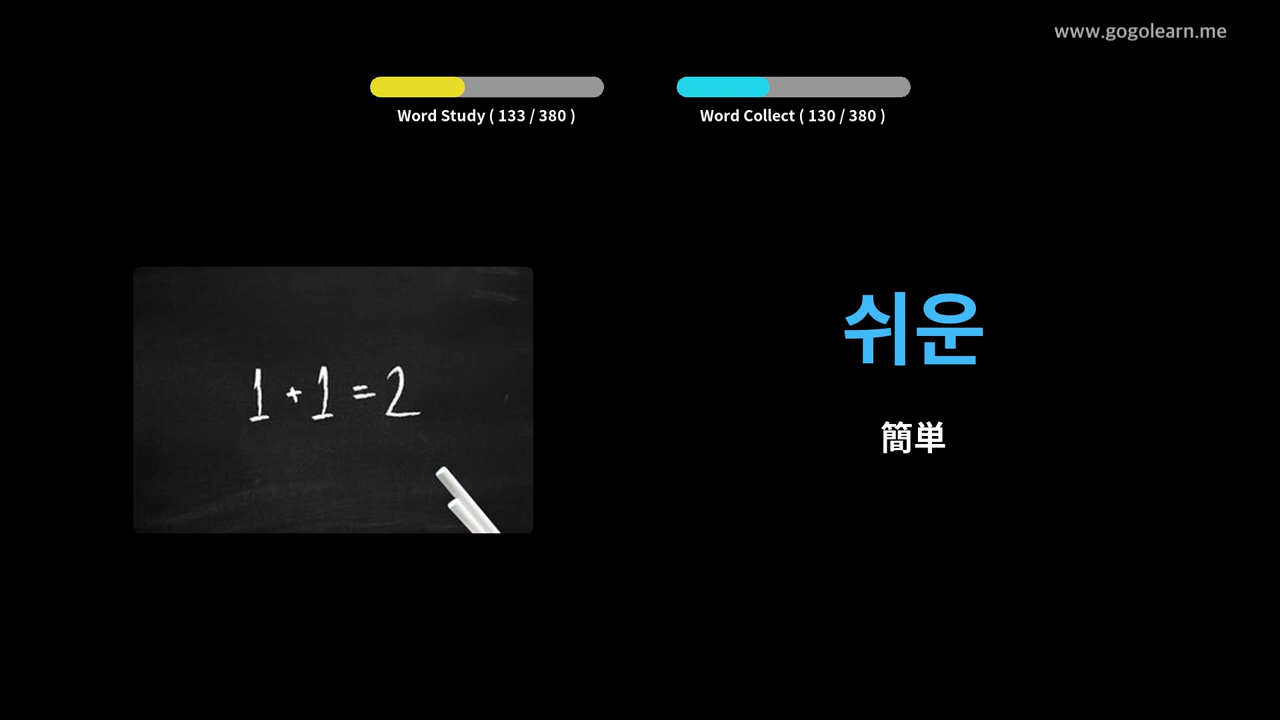 www.gogolearn.me
Word Study ( 133 / 380 )
Word Collect ( 130 / 380 )
1 + 1 = 2
쉬운
簡単